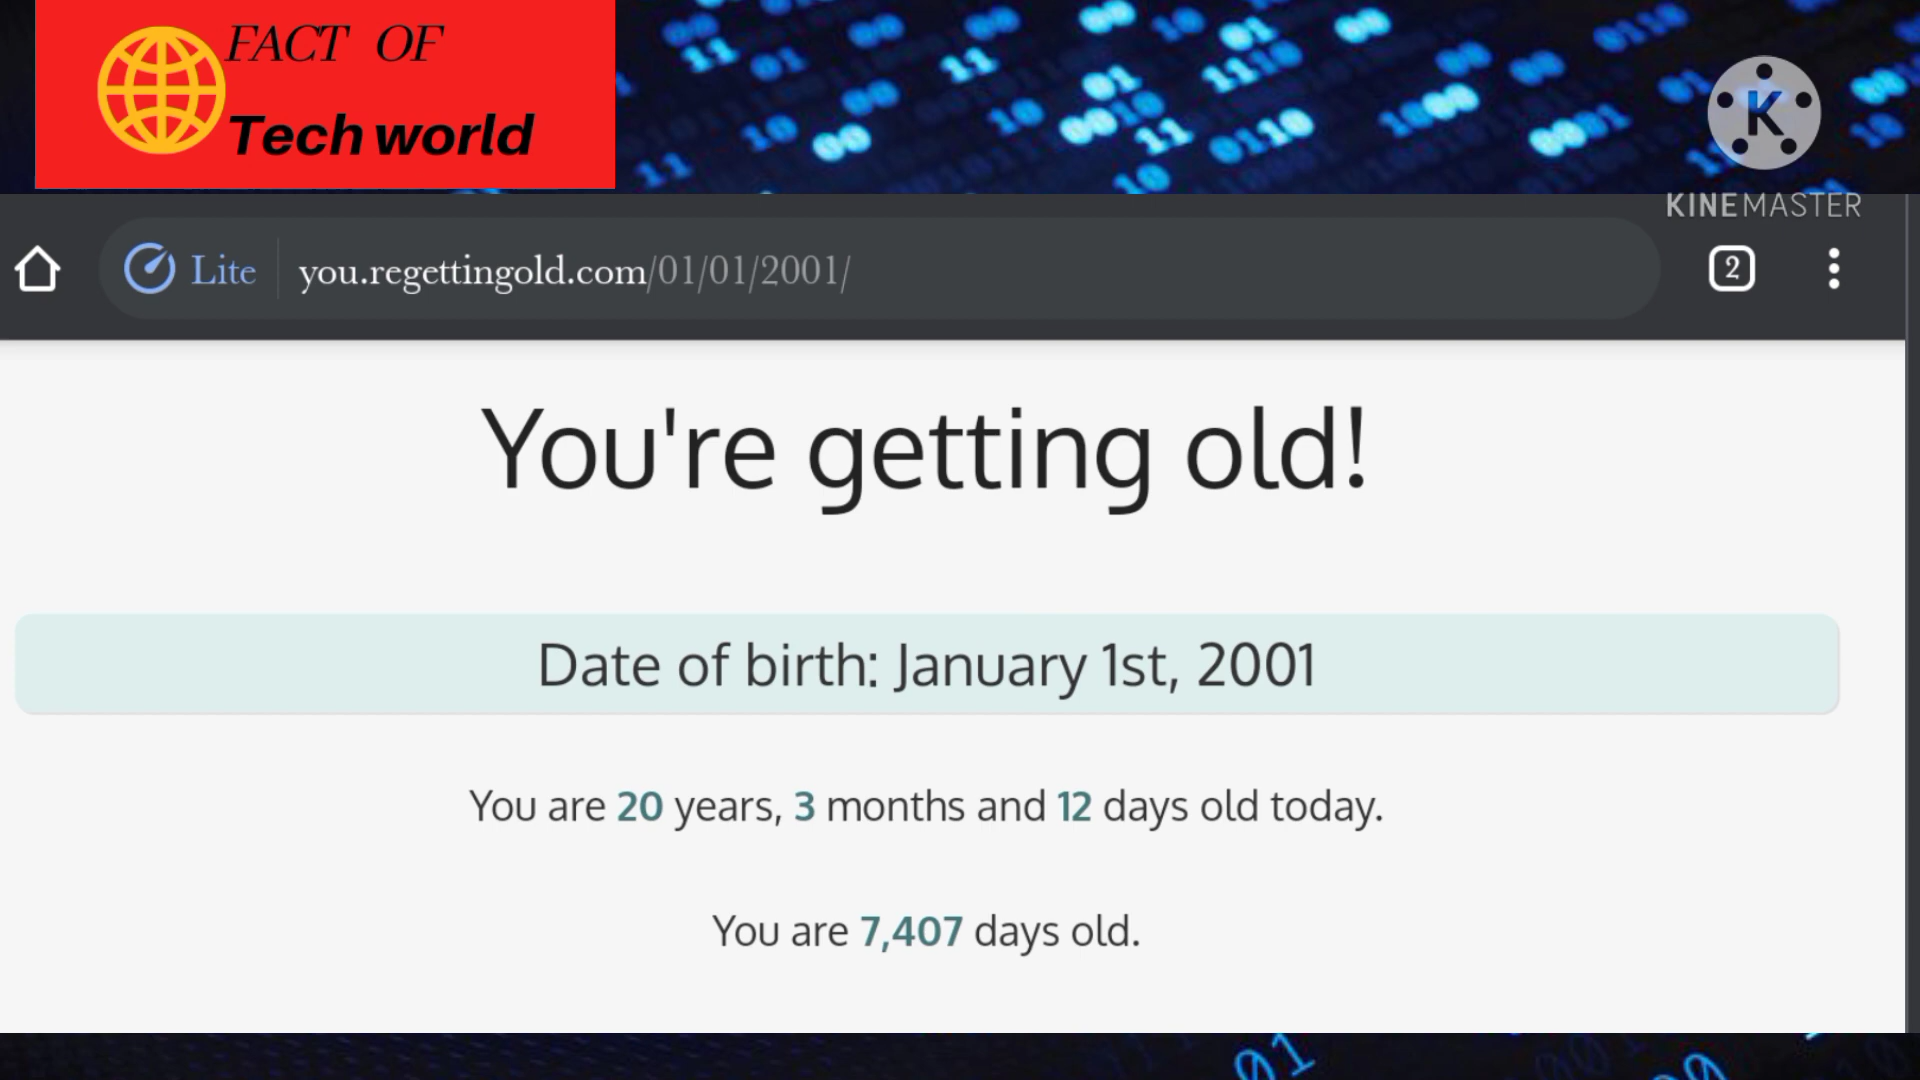 FACT OF
Tech world
KINEMASTER
Lite you.regettingold.com/01/01/2001/
2
You're getting old!
Date of birth: January 1st, 2001
You are 20 years, 3 months and 12 days old today.
You are 7,407 days old.